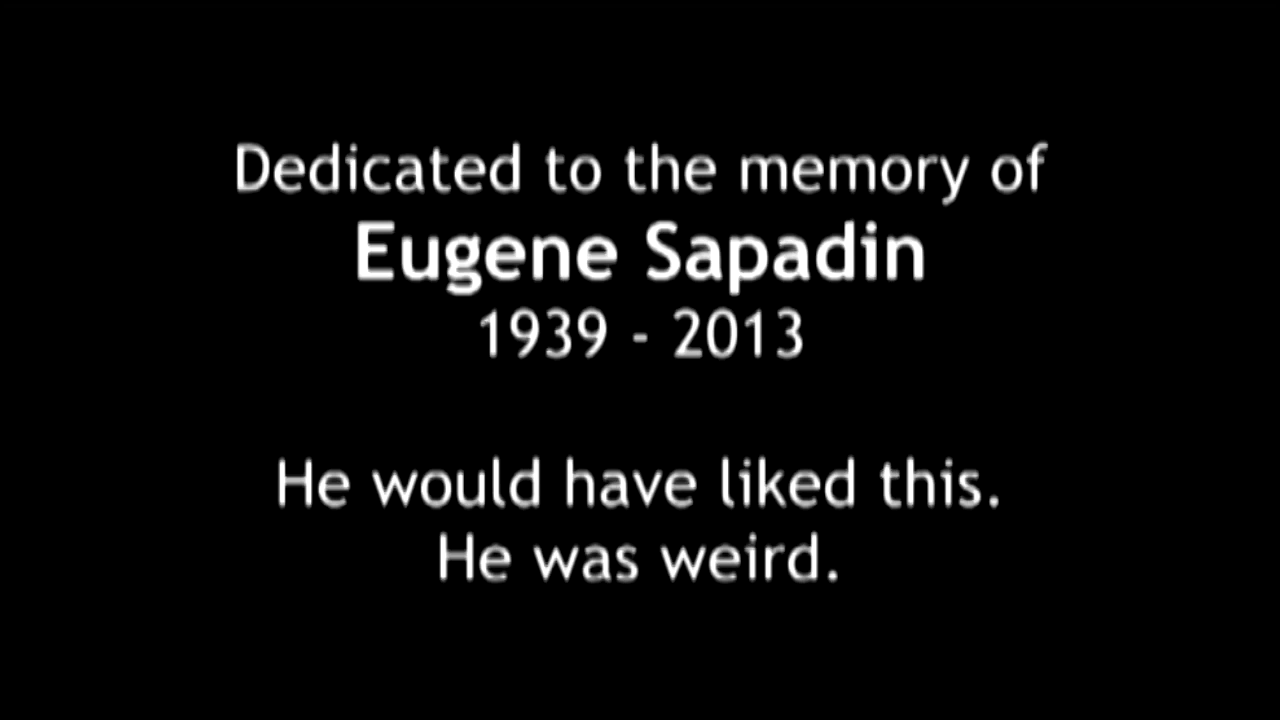 Dedicated to the memory of
Eugene Sapadin
1939 - 2013
He would have liked this.
He was weird.